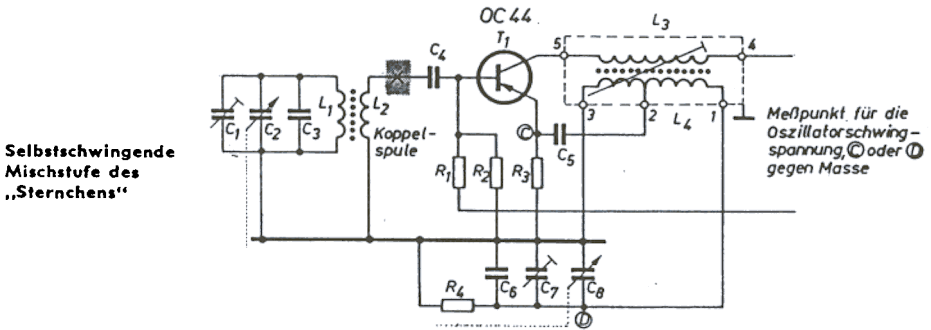 OC 44
T1
L3
5
4
C4
L1
L2
C1
C2
C3
Koppel-
spule
C
C5
3
2
L4
1
Meßpunkt für die
Oszillatorschwing-
spannung, C oder D
gegen Masse
Selbstschwingende
Mischstufe des
„Sternchens“
R1
R2
R3
R4
C6
C7
C8
D